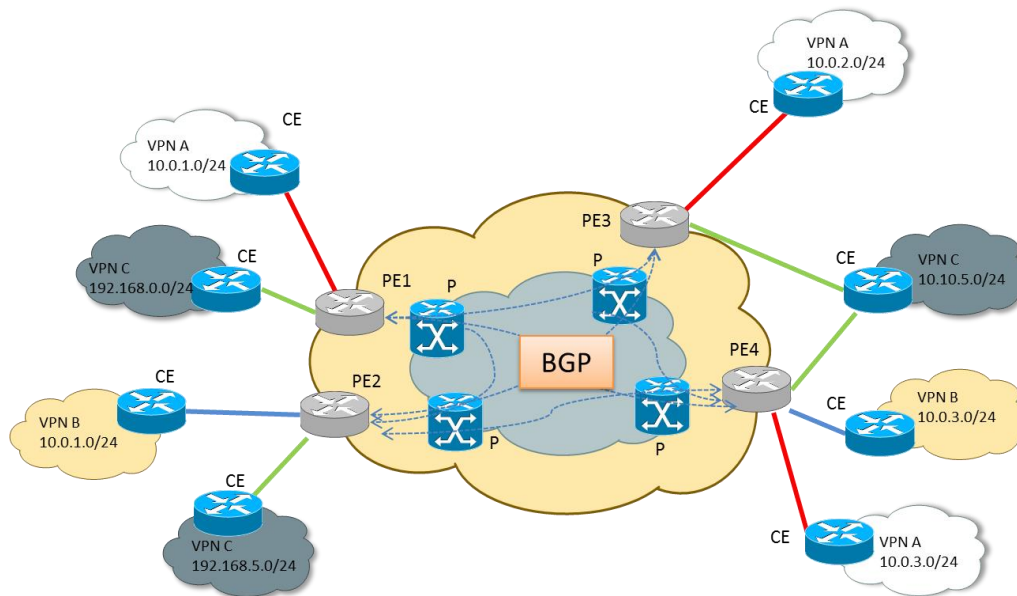 VPN A
10.0.2.0/24
CE
CE
VPN A
10.0.1.0/24
PE3
CE
VPN C
192.168.0.0/24
P
VPN C
10.10.5.0/24
CE
PE1
P
BGP
PE4
PE2
CE
VPN B
10.0.1.0/24
CE
VPN B
10.0.3.0/24
P
P
CE
VPN C
192.168.5.0/24
CE
VPN A
10.0.3.0/24